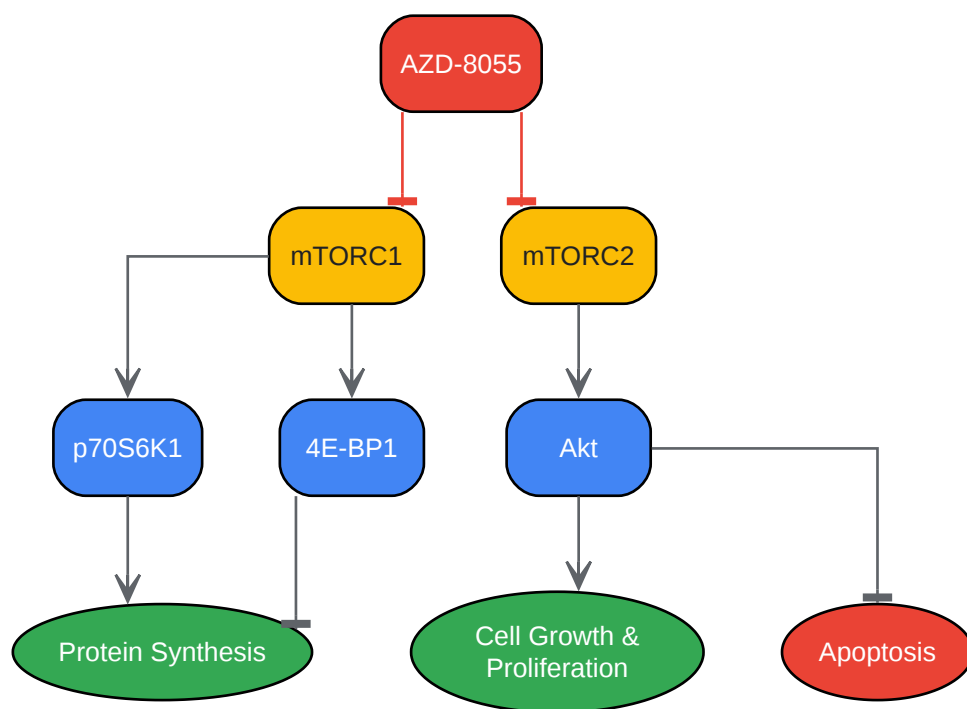 AZD-8055
mTORC1
mTORC2
p70S6K1
4E-BP1
Akt
Protein Synthesis
Cell Growth &
Proliferation
Apoptosis